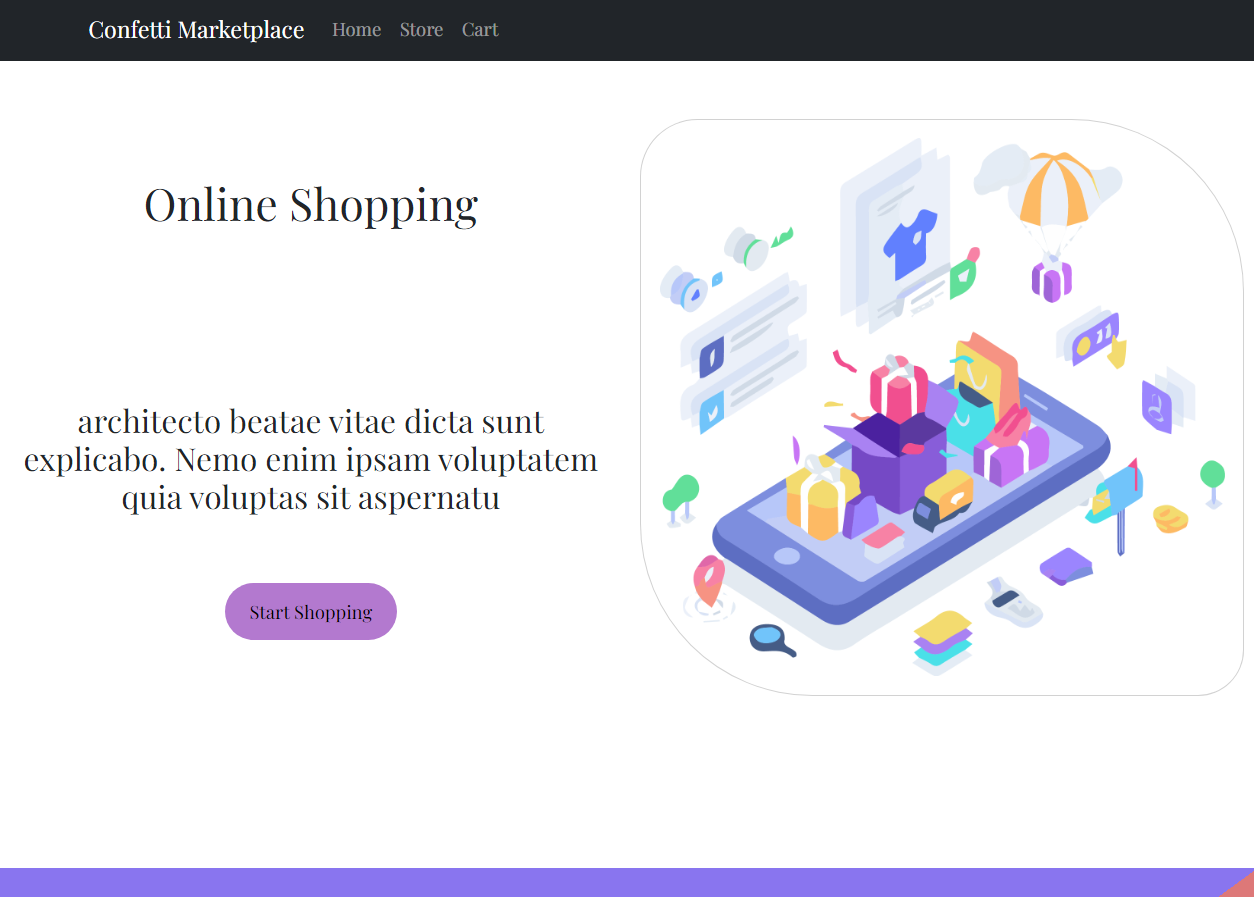 Confetti Marketplace Home Store Cart
Online Shopping
architecto beatae vitae dicta sunt
explicabo. Nemo enim ipsam voluptatem
quia voluptas sit aspernatu
Start Shopping